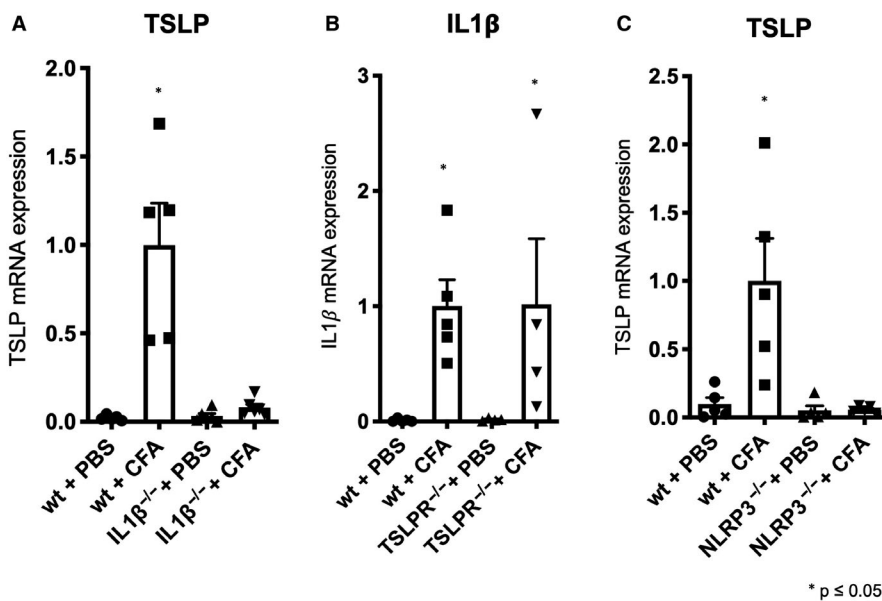 A
TSLP
TSLP mRNA expression
2.0
1.5
1.0
0.5
0.0
*
wt + PBS
wt + CFA
IL1β⁻/⁻+ PBS
IL1β⁻/⁻+ CFA
B
IL1β
IL1β mRNA expression
3
2
1
0
*
*
wt + PBS
wt + CFA
TSLPR⁻/⁻+ PBS
TSLPR⁻/⁻+ CFA
C
TSLP
TSLP mRNA expression
2.5
2.0
1.5
1.0
0.5
0.0
*
wt + PBS
wt + CFA
NLRP3⁻/⁻+ PBS
NLRP3⁻/⁻+ CFA
* p ≤ 0.05